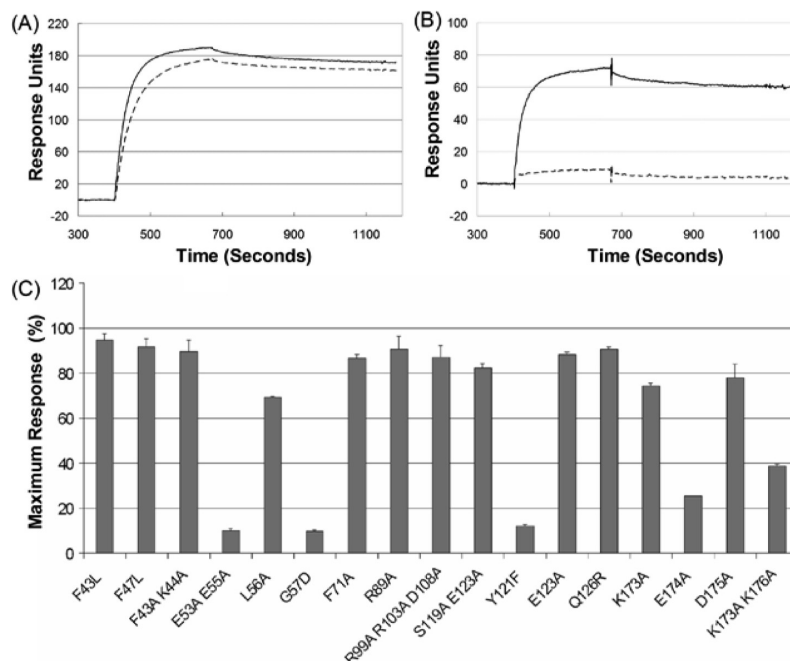 (A)
Response Units
220
180
140
100
60
20
-20
300
500
700
900
1100
Time (Seconds)
(B)
Response Units
100
80
60
40
20
0
-20
300
500
700
900
1100
Time (Seconds)
(C)
Maximum Response (%)
120
100
80
60
40
20
0
F43L
F47L
F43A K44A
E53A E55A
L56A
G57D
F71A
R89A
R99A R103A D108A
S119A E123A
Y121F
E123A
Q126R
K173A
E174A
D175A
K173A K176A